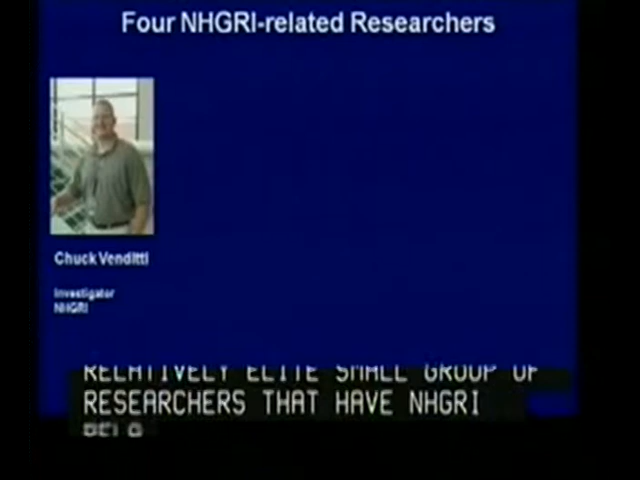 Four NHGRI-related Researchers
Chuck Venditti
Investigator
NHGRI
RELATIVELY ELITE SMALL GROUP OF
RESEARCHERS THAT HAVE NHGRI